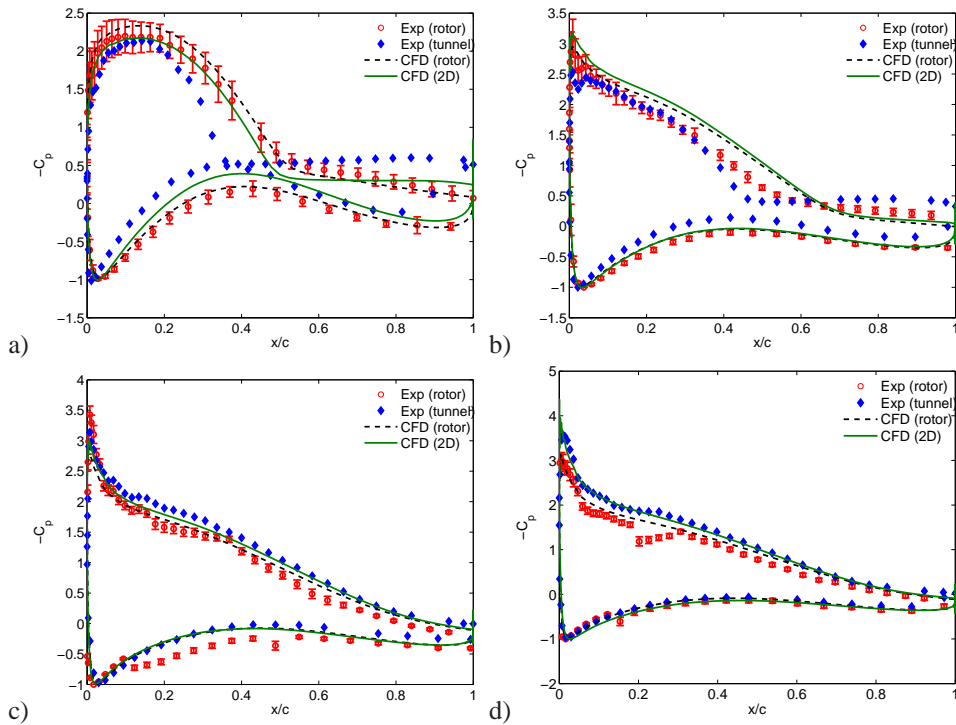 2.5
2
1.5
1
0.5
0
−0.5
−1
−1.5
−Cp
0
0.2
0.4
0.6
0.8
1
x/c
Exp (rotor)
Exp (tunnel)
CFD (rotor)
CFD (2D)
a)
3.5
3
2.5
2
1.5
1
0.5
0
−0.5
−1
−1.5
−Cp
0
0.2
0.4
0.6
0.8
1
x/c
Exp (rotor)
Exp (tunnel)
CFD (rotor)
CFD (2D)
b)
4
3.5
3
2.5
2
1.5
1
0.5
0
−0.5
−1
−Cp
0
0.2
0.4
0.6
0.8
1
x/c
Exp (rotor)
Exp (tunnel)
CFD (rotor)
CFD (2D)
c)
5
4
3
2
1
0
−1
−2
−Cp
0
0.2
0.4
0.6
0.8
1
x/c
Exp (rotor)
Exp (tunnel)
CFD (rotor)
CFD (2D)
d)